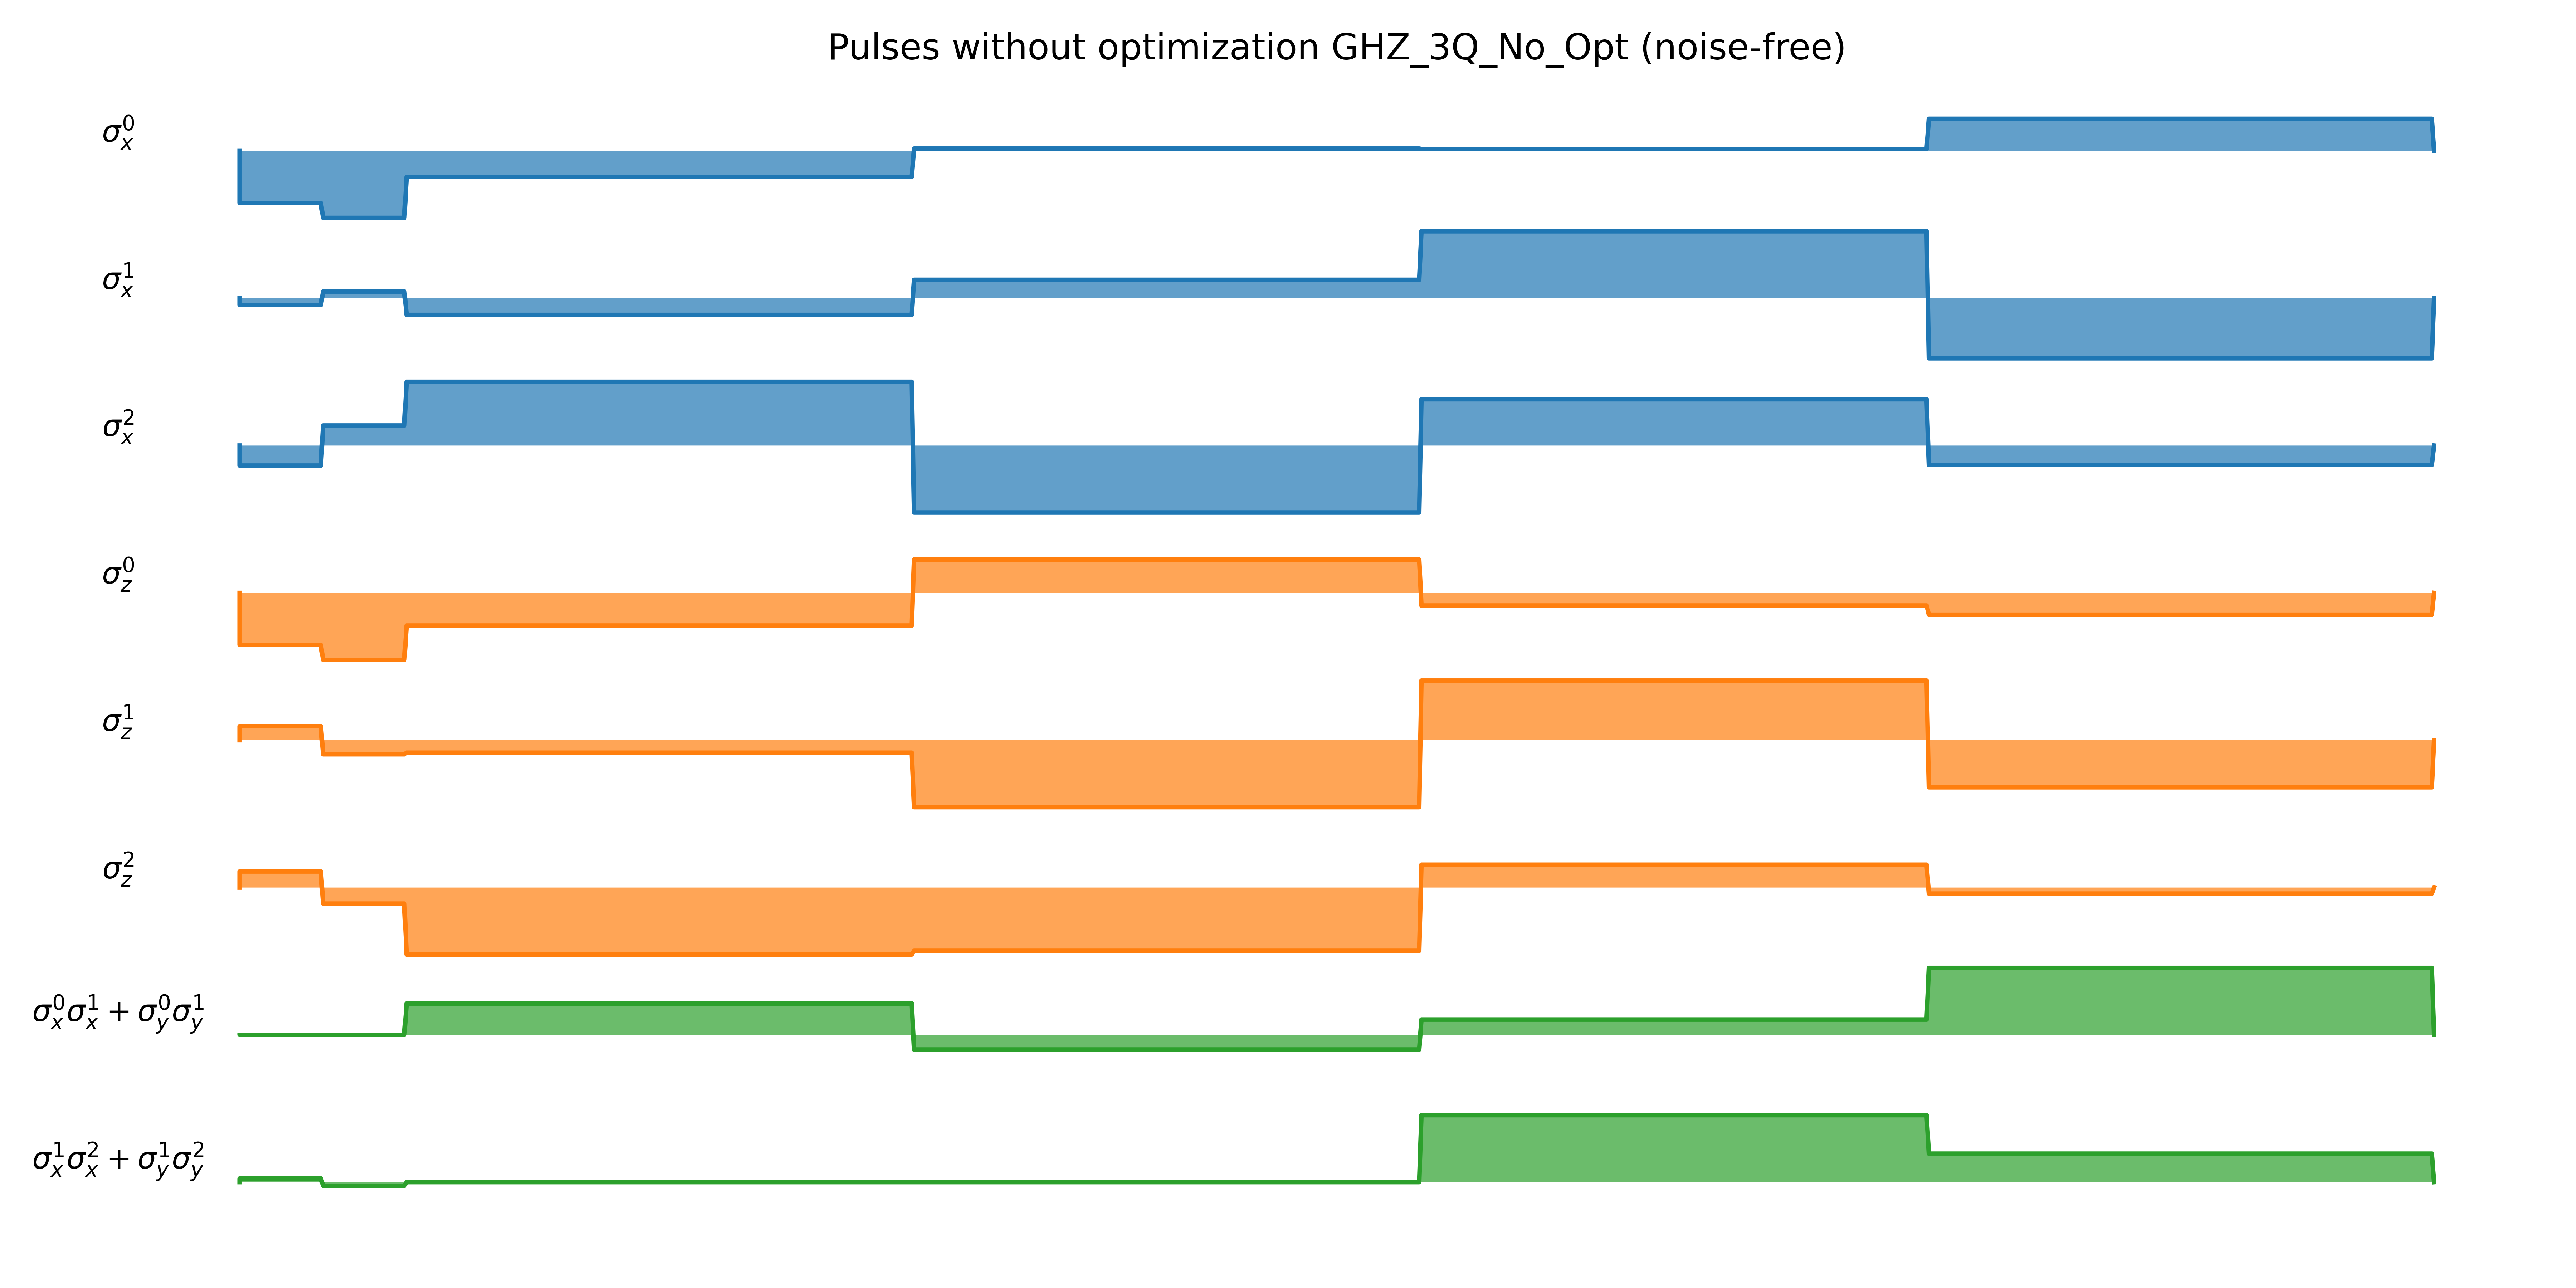 Pulses without optimization GHZ_3Q_No_Opt (noise-free)
σ_x^0
σ_x^1
σ_x^2
σ_z^0
σ_z^1
σ_z^2
σ_x^0σ_x^1 + σ_y^0σ_y^1
σ_x^1σ_x^2 + σ_y^1σ_y^2